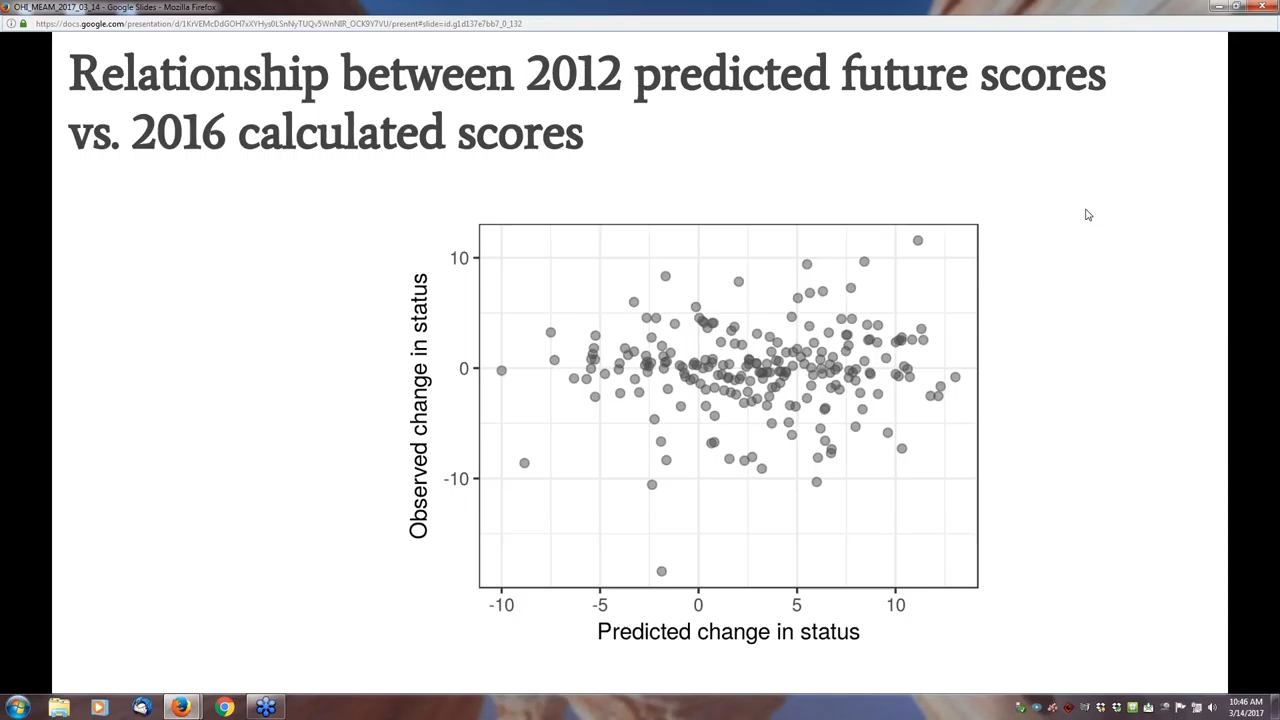 OHI_MEAM_2017_03_14 - Google Slides - Mozilla Firefox
Relationship between 2012 predicted future scores
vs. 2016 calculated scores
10
0
-10
Observed change in status
-10 -5 0 5 10
Predicted change in status
10:46 AM
3/14/2017